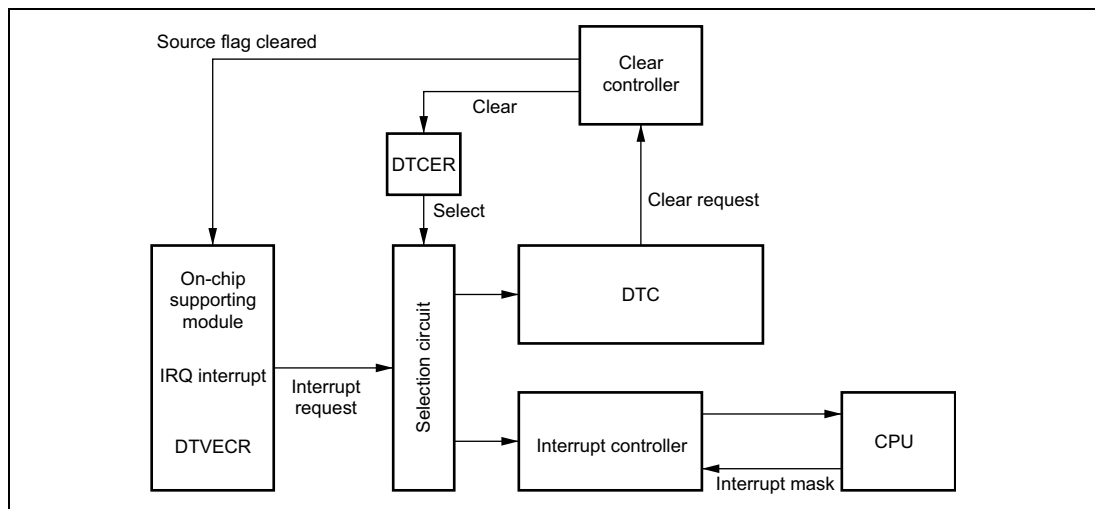 Source flag cleared
Clear
controller
Clear
DTCER
Clear request
Select
On-chip
supporting
module
IRQ interrupt
DTVECR
Interrupt
request
Selection circuit
DTC
Interrupt controller
CPU
Interrupt mask